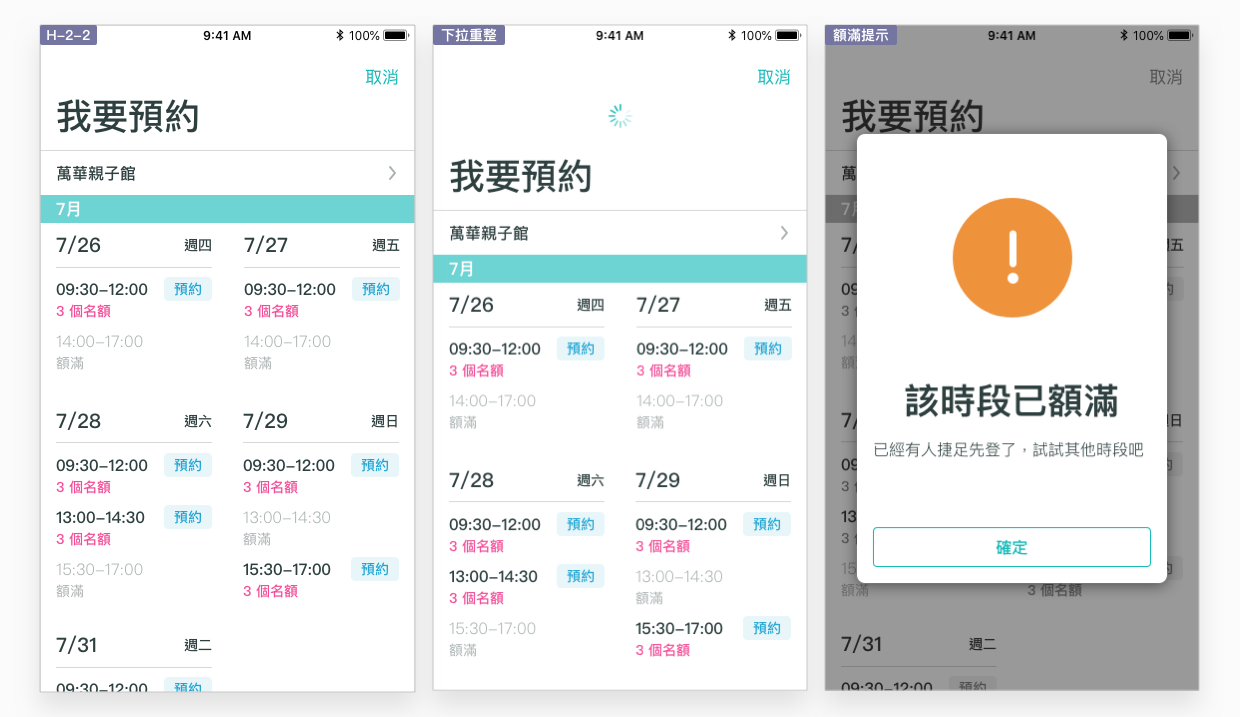 H-2-2
9:41 AM
100%
取消
我要預約
萬華親子館
7月
7/26 週四
09:30–12:00 預約
3 個名額
14:00–17:00
額滿
7/27 週五
09:30–12:00 預約
3 個名額
14:00–17:00
額滿
7/28 週六
09:30–12:00 預約
3 個名額
13:00–14:30 預約
3 個名額
15:30–17:00
額滿
7/29 週日
09:30–12:00 預約
3 個名額
13:00–14:30
額滿
15:30–17:00 預約
3 個名額
7/31 週二
09:30–12:00 預約
下拉重整
9:41 AM
100%
取消
我要預約
萬華親子館
7月
7/26 週四
09:30–12:00 預約
3 個名額
14:00–17:00
額滿
7/27 週五
09:30–12:00 預約
3 個名額
14:00–17:00
額滿
7/28 週六
09:30–12:00 預約
3 個名額
13:00–14:30 預約
3 個名額
15:30–17:00
額滿
7/29 週日
09:30–12:00 預約
3 個名額
13:00–14:30
額滿
15:30–17:00 預約
3 個名額
額滿提示
9:41 AM
100%
取消
我要預約
該時段已額滿
已經有人捷足先登了，試試其他時段吧
確定
額滿
3 個名額
7/31 週二
09:30–12:00 預約